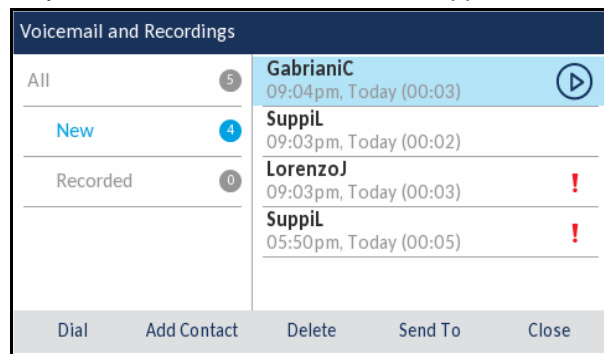 Voicemail and Recordings
All 5
New 4
Recorded 0
GabrianiC
09:04pm, Today (00:03)
SuppiL
09:03pm, Today (00:02)
LorenzoJ
09:03pm, Today (00:03)
!
SuppiL
05:50pm, Today (00:05)
!
Dial Add Contact Delete Send To Close